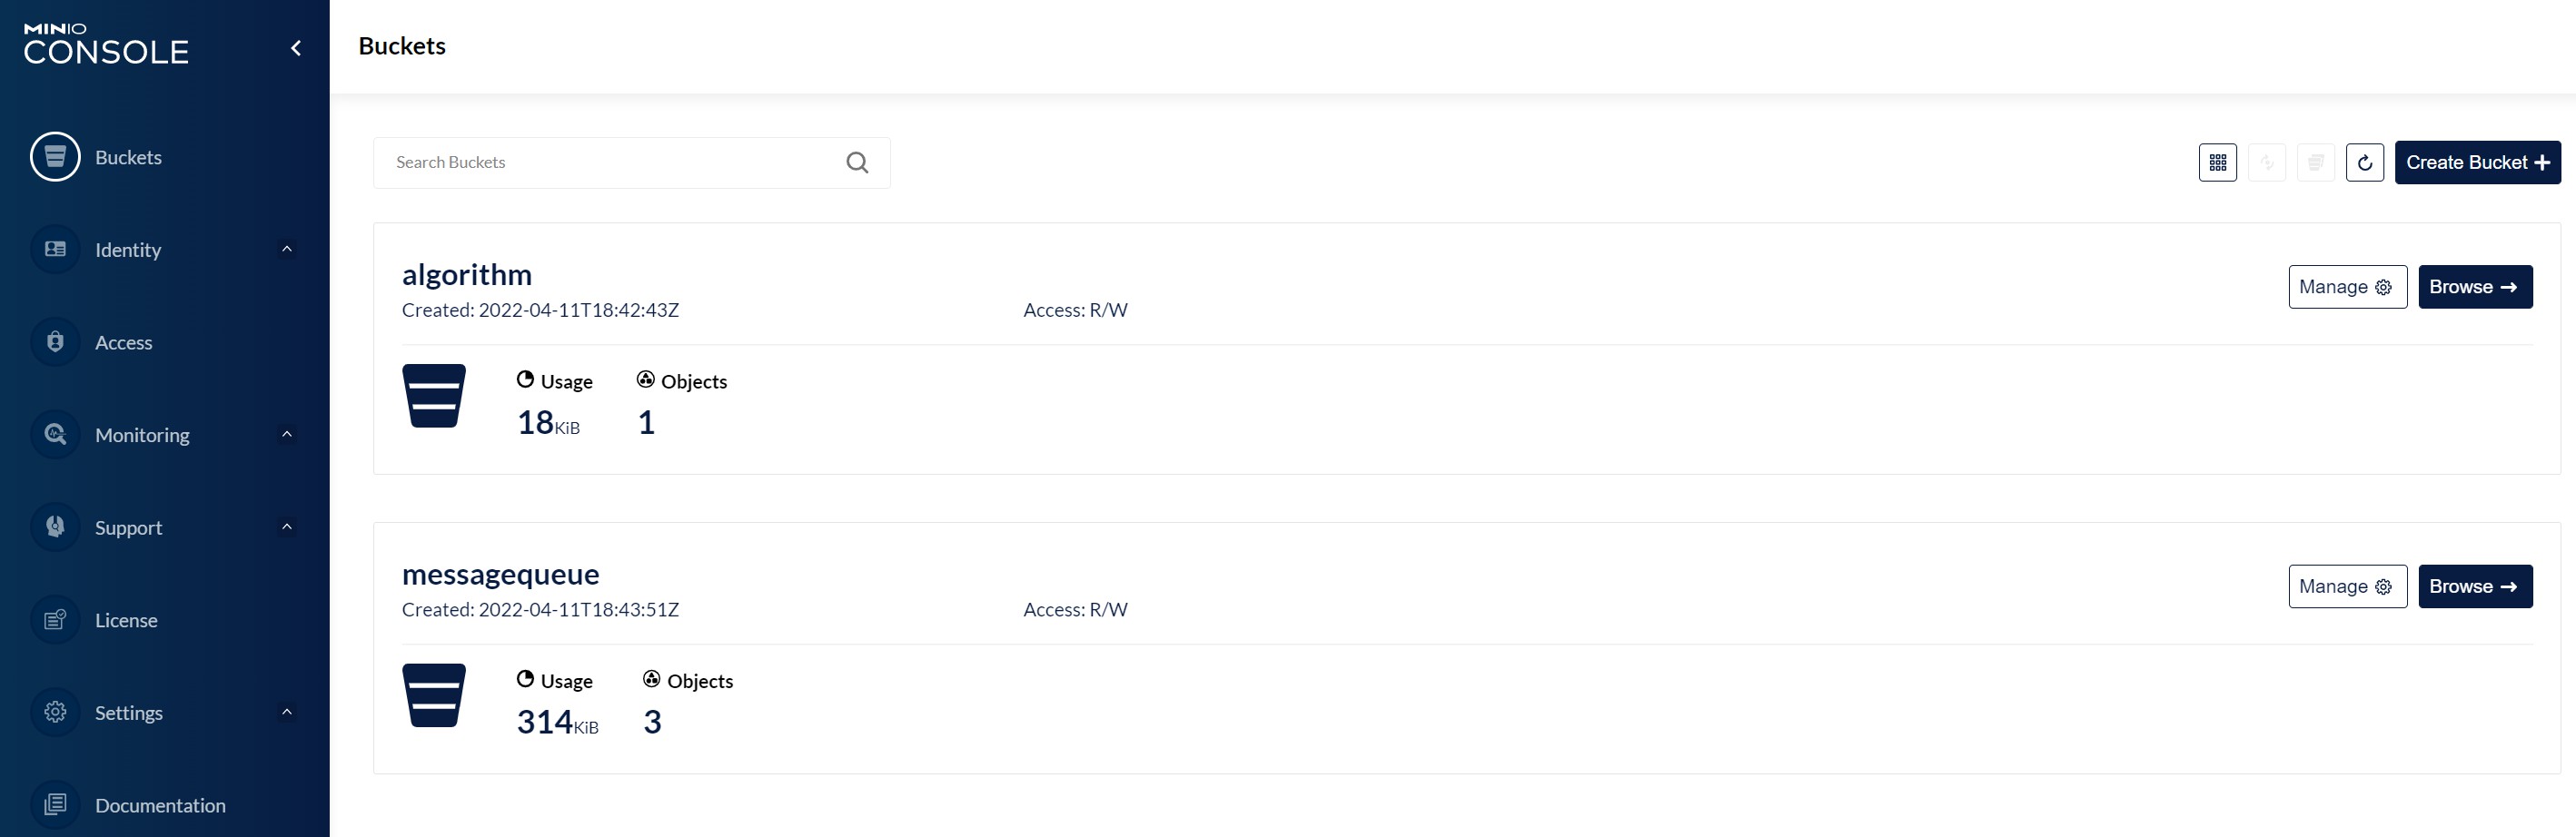 MINIO
CONSOLE
Buckets
Identity
Access
Monitoring
Support
License
Settings
Documentation
Buckets
Search Buckets
Create Bucket
algorithm
Created: 2022-04-11T18:42:43Z Access: R/W
Manage Browse
Usage Objects
18KiB 1
messagequeue
Created: 2022-04-11T18:43:51Z Access: R/W
Manage Browse
Usage Objects
314KiB 3